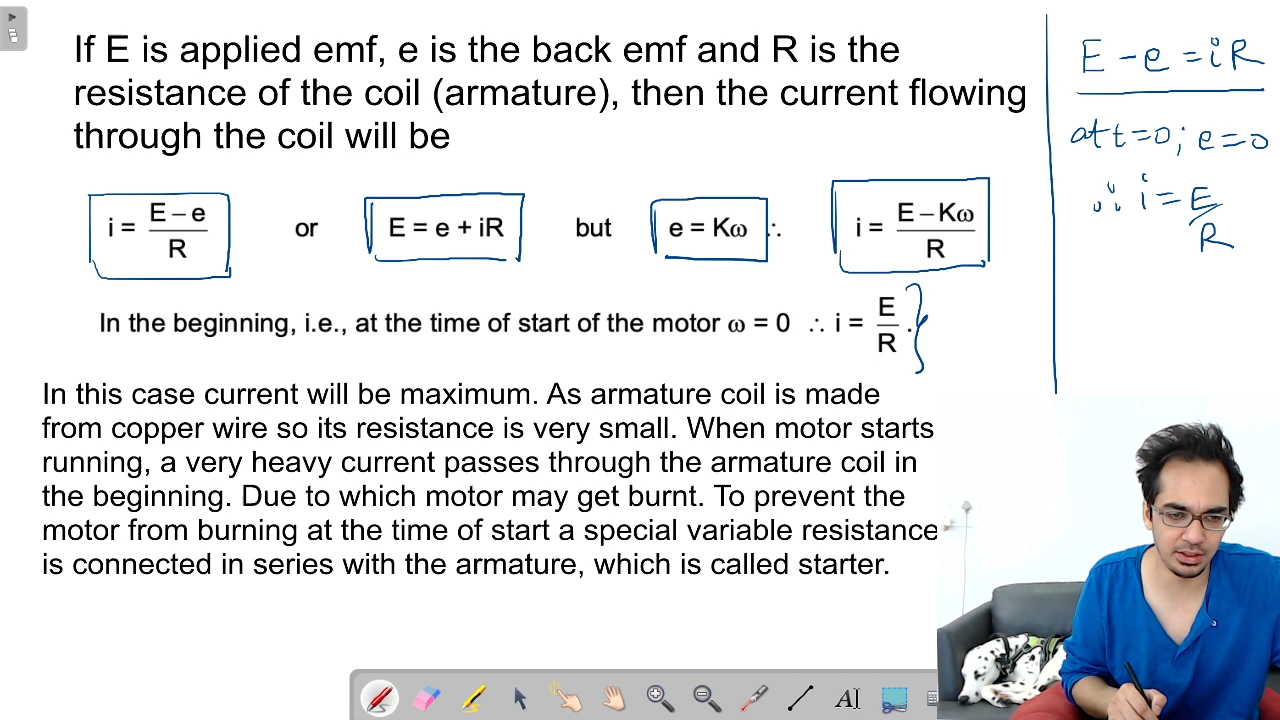 If E is applied emf, e is the back emf and R is the
resistance of the coil (armature), then the current flowing
through the coil will be
i = (E – e)/R or E = e + iR but e = Kω ∴ i = (E – Kω)/R
In the beginning, i.e., at the time of start of the motor ω = 0 ∴ i = E/R.
In this case current will be maximum. As armature coil is made
from copper wire so its resistance is very small. When motor starts
running, a very heavy current passes through the armature coil in
the beginning. Due to which motor may get burnt. To prevent the
motor from burning at the time of start a special variable resistance
is connected in series with the armature, which is called starter.
E – e = iR
at t = 0 ; e = 0
∴ i = E/R
AI